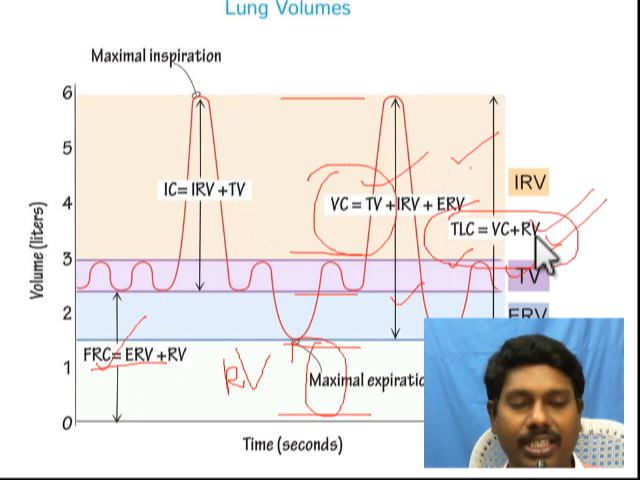 Lung Volumes
Maximal inspiration
6
5
4
3
2
1
0
Volume (liters)
IC= IRV +TV
VC = TV +IRV + ERV
TLC = VC+RV
IRV
TV
ERV
FRC= ERV +RV
RV
Maximal expiratio
Time (seconds)